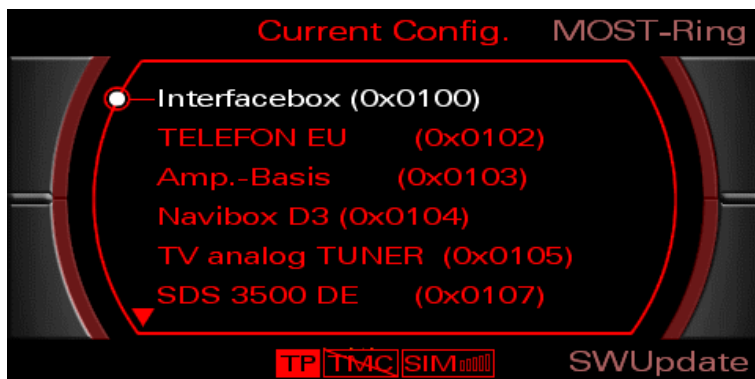 Current Config. MOST-Ring
Interfacebox (0x0100)
TELEFON EU (0x0102)
Amp.-Basis (0x0103)
Navibox D3 (0x0104)
TV analog TUNER (0x0105)
SDS 3500 DE (0x0107)
TP TMC SIM SWUpdate